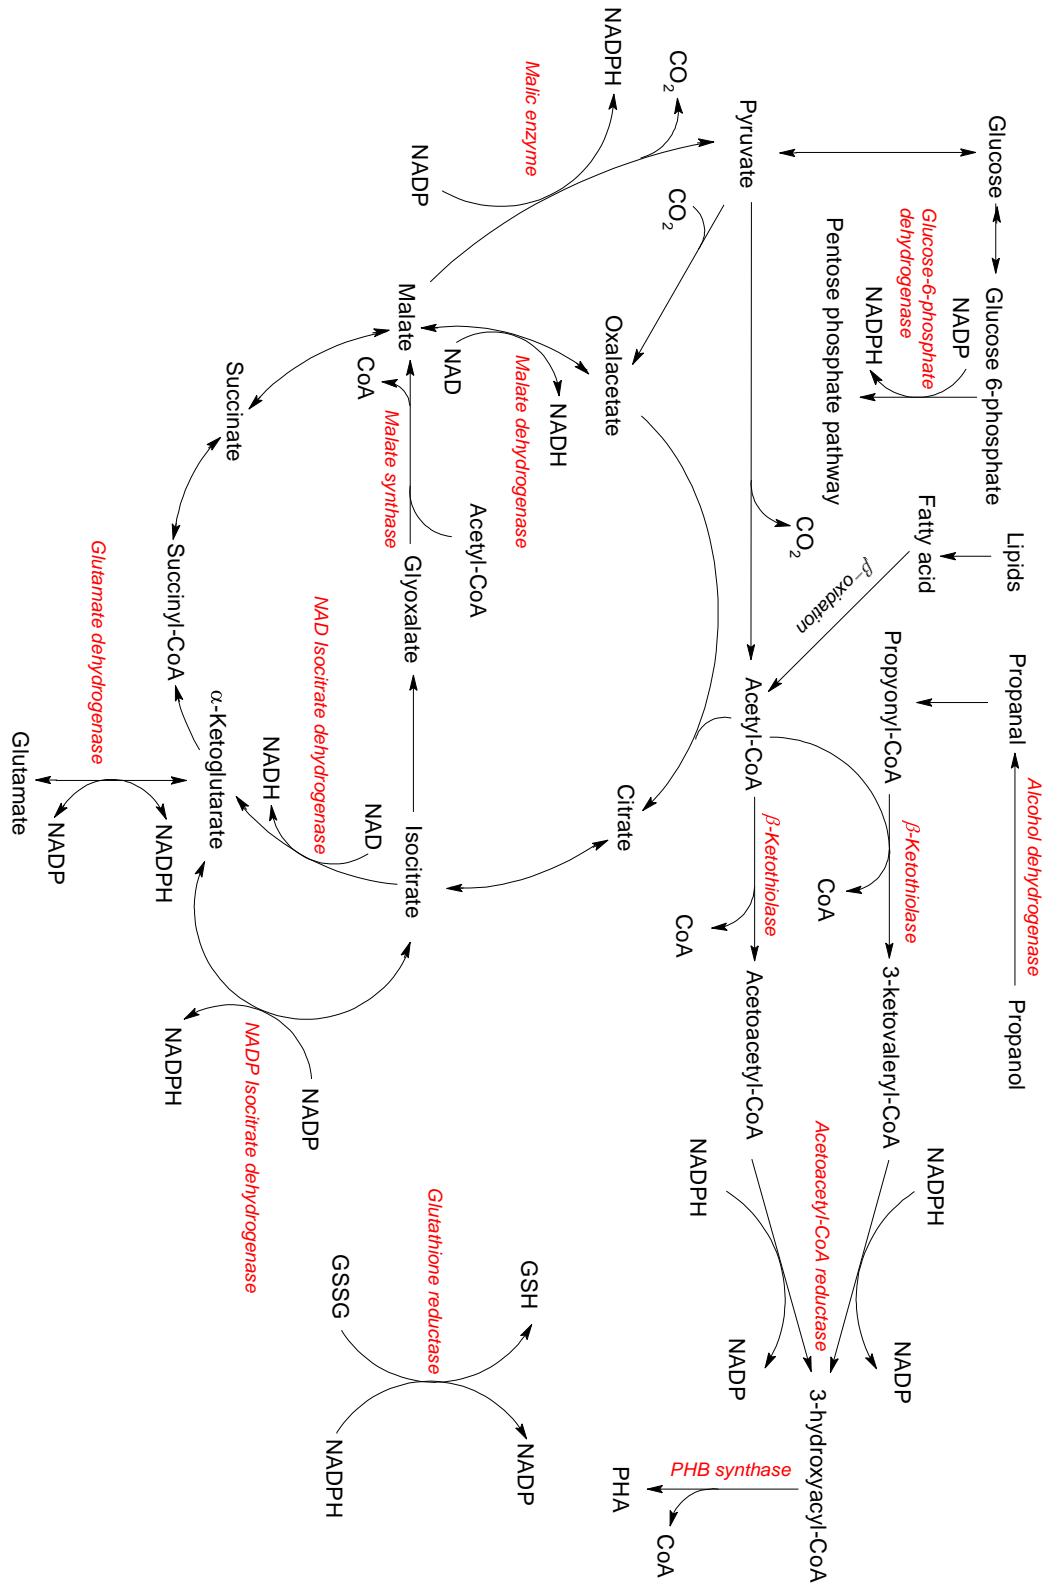 Glucose
Glucose 6-phosphate
Lipids
Propanal
Alcohol dehydrogenase
Propanol
NADP
Glucose-6-phosphate
dehydrogenase
NADPH
Pentose phosphate pathway
Fatty acid
β-oxidation
Propyonyl-CoA
β-Ketothiolase
CoA
3-ketovaleryl-CoA
NADPH
NADP
Pyruvate
CO2
Acetyl-CoA
β-Ketothiolase
CoA
Acetoacetyl-CoA
Acetoacetyl-CoA reductase
NADPH
NADP
3-hydroxyacyl-CoA
PHB synthase
CoA
PHA
CO2
CO2
NADPH
Malic enzyme
NADP
Oxalacetate
Citrate
Malate dehydrogenase
NADH
NAD
Malate
Acetyl-CoA
Malate synthase
CoA
Glyoxalate
Isocitrate
NAD
NAD Isocitrate dehydrogenase
NADH
Succinate
Succinyl-CoA
α-Ketoglutarate
NADP
NADP Isocitrate dehydrogenase
NADPH
Glutamate dehydrogenase
NADPH
NADP
Glutamate
GSH
NADP
Glutathione reductase
GSSG
NADPH